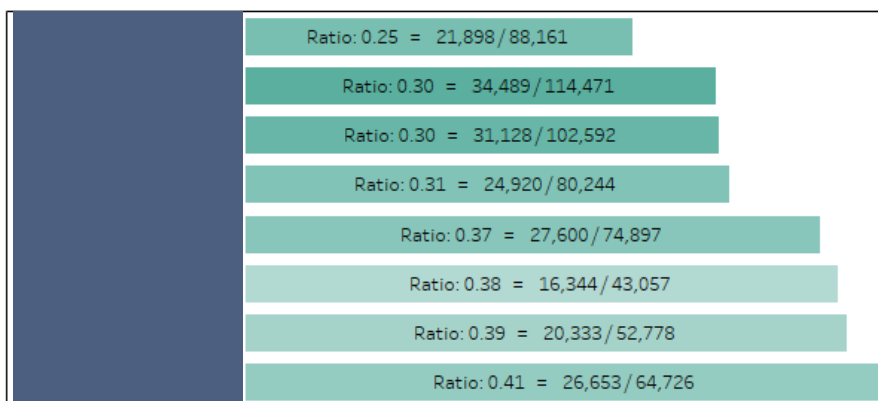 Ratio: 0.25 = 21,898 / 88,161
Ratio: 0.30 = 34,489 / 114,471
Ratio: 0.30 = 31,128 / 102,592
Ratio: 0.31 = 24,920 / 80,244
Ratio: 0.37 = 27,600 / 74,897
Ratio: 0.38 = 16,344 / 43,057
Ratio: 0.39 = 20,333 / 52,778
Ratio: 0.41 = 26,653 / 64,726